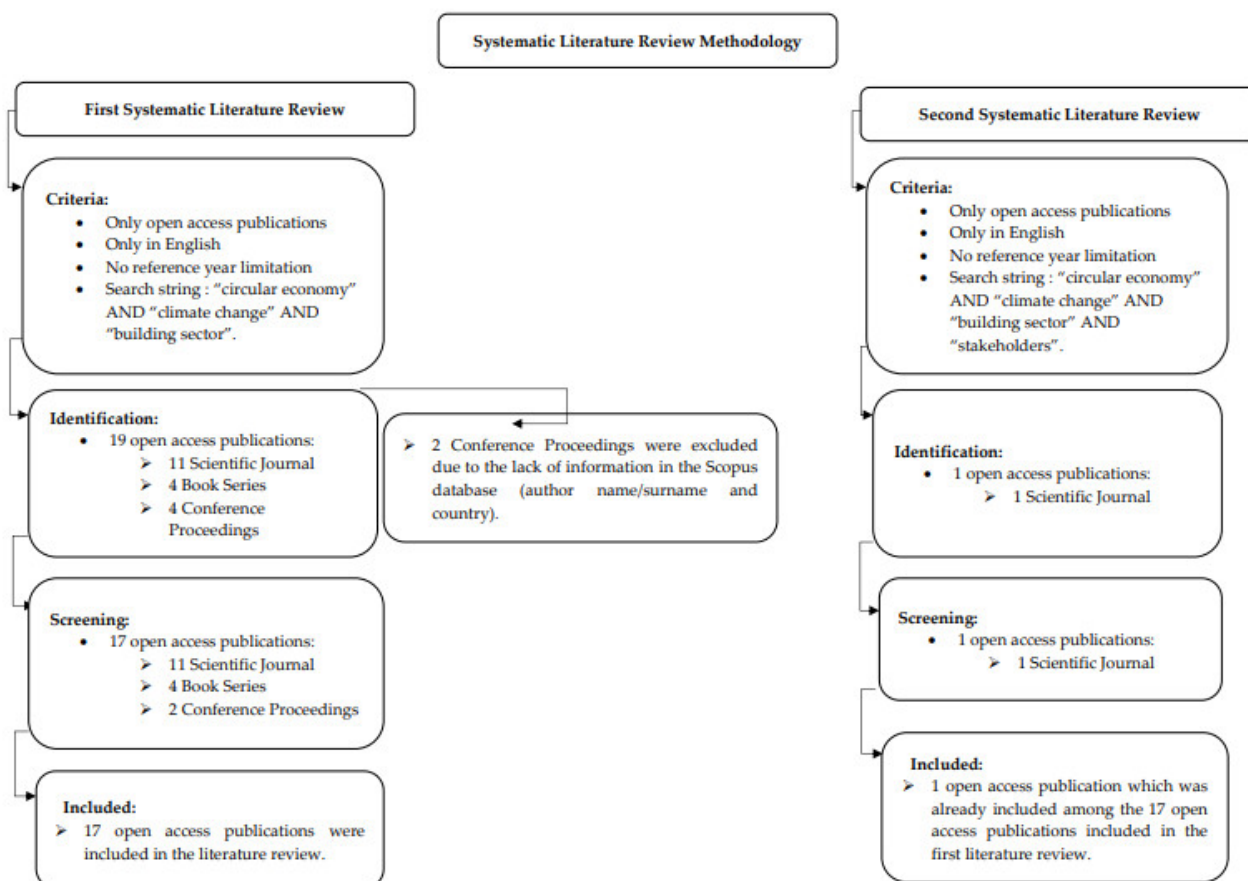 Systematic Literature Review Methodology
First Systematic Literature Review
Criteria:
• Only open access publications
• Only in English
• No reference year limitation
• Search string : “circular economy”
AND “climate change” AND
“building sector”.
Identification:
• 19 open access publications:
➢ 11 Scientific Journal
➢ 4 Book Series
➢ 4 Conference
Proceedings
➢ 2 Conference Proceedings were excluded
due to the lack of information in the Scopus
database (author name/surname and
country).
Screening:
• 17 open access publications:
➢ 11 Scientific Journal
➢ 4 Book Series
➢ 2 Conference Proceedings
Included:
➢ 17 open access publications were
included in the literature review.
Second Systematic Literature Review
Criteria:
• Only open access publications
• Only in English
• No reference year limitation
• Search string : “circular economy”
AND “climate change” AND
“building sector” AND
“stakeholders”.
Identification:
• 1 open access publications:
➢ 1 Scientific Journal
Screening:
• 1 open access publications:
➢ 1 Scientific Journal
Included:
➢ 1 open access publication which was
already included among the 17 open
access publications included in the
first literature review.